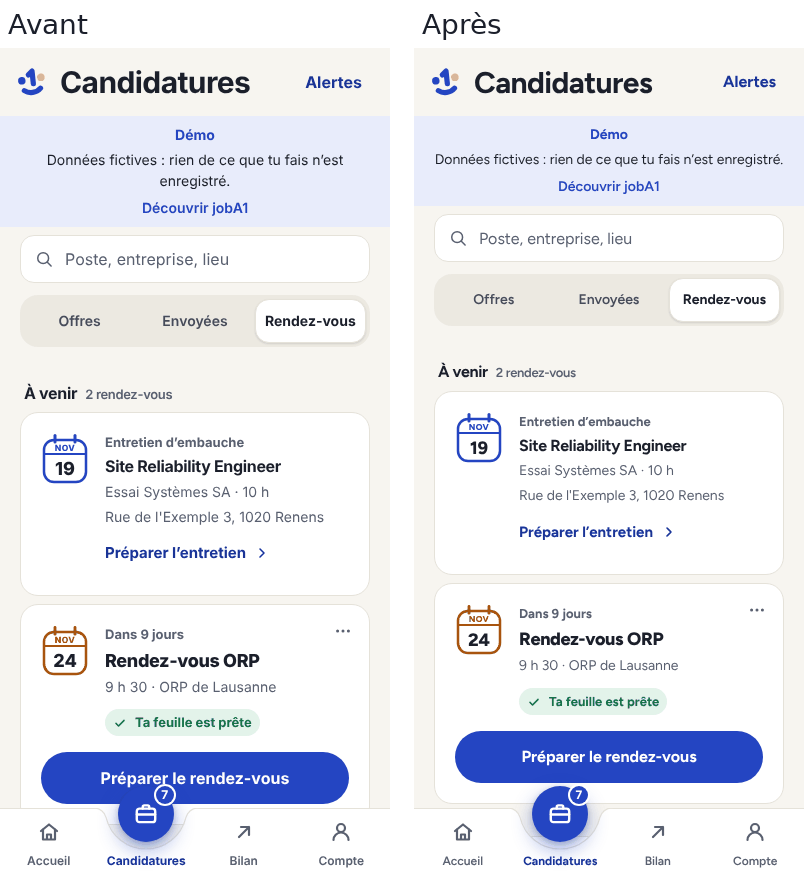 Avant
Candidatures
Alertes
Démo
Données fictives : rien de ce que tu fais n’est
enregistré.
Découvrir jobA1
Poste, entreprise, lieu
Offres
Envoyées
Rendez-vous
À venir 2 rendez-vous
NOV
19
Entretien d’embauche
Site Reliability Engineer
Essai Systèmes SA · 10 h
Rue de l'Exemple 3, 1020 Renens
Préparer l’entretien
NOV
24
Dans 9 jours
Rendez-vous ORP
9 h 30 · ORP de Lausanne
Ta feuille est prête
Préparer le rendez-vous
7
Accueil
Candidatures
Bilan
Compte
Après
Candidatures
Alertes
Démo
Données fictives : rien de ce que tu fais n’est enregistré.
Découvrir jobA1
Poste, entreprise, lieu
Offres
Envoyées
Rendez-vous
À venir 2 rendez-vous
NOV
19
Entretien d’embauche
Site Reliability Engineer
Essai Systèmes SA · 10 h
Rue de l'Exemple 3, 1020 Renens
Préparer l’entretien
NOV
24
Dans 9 jours
Rendez-vous ORP
9 h 30 · ORP de Lausanne
Ta feuille est prête
Préparer le rendez-vous
7
Accueil
Candidatures
Bilan
Compte